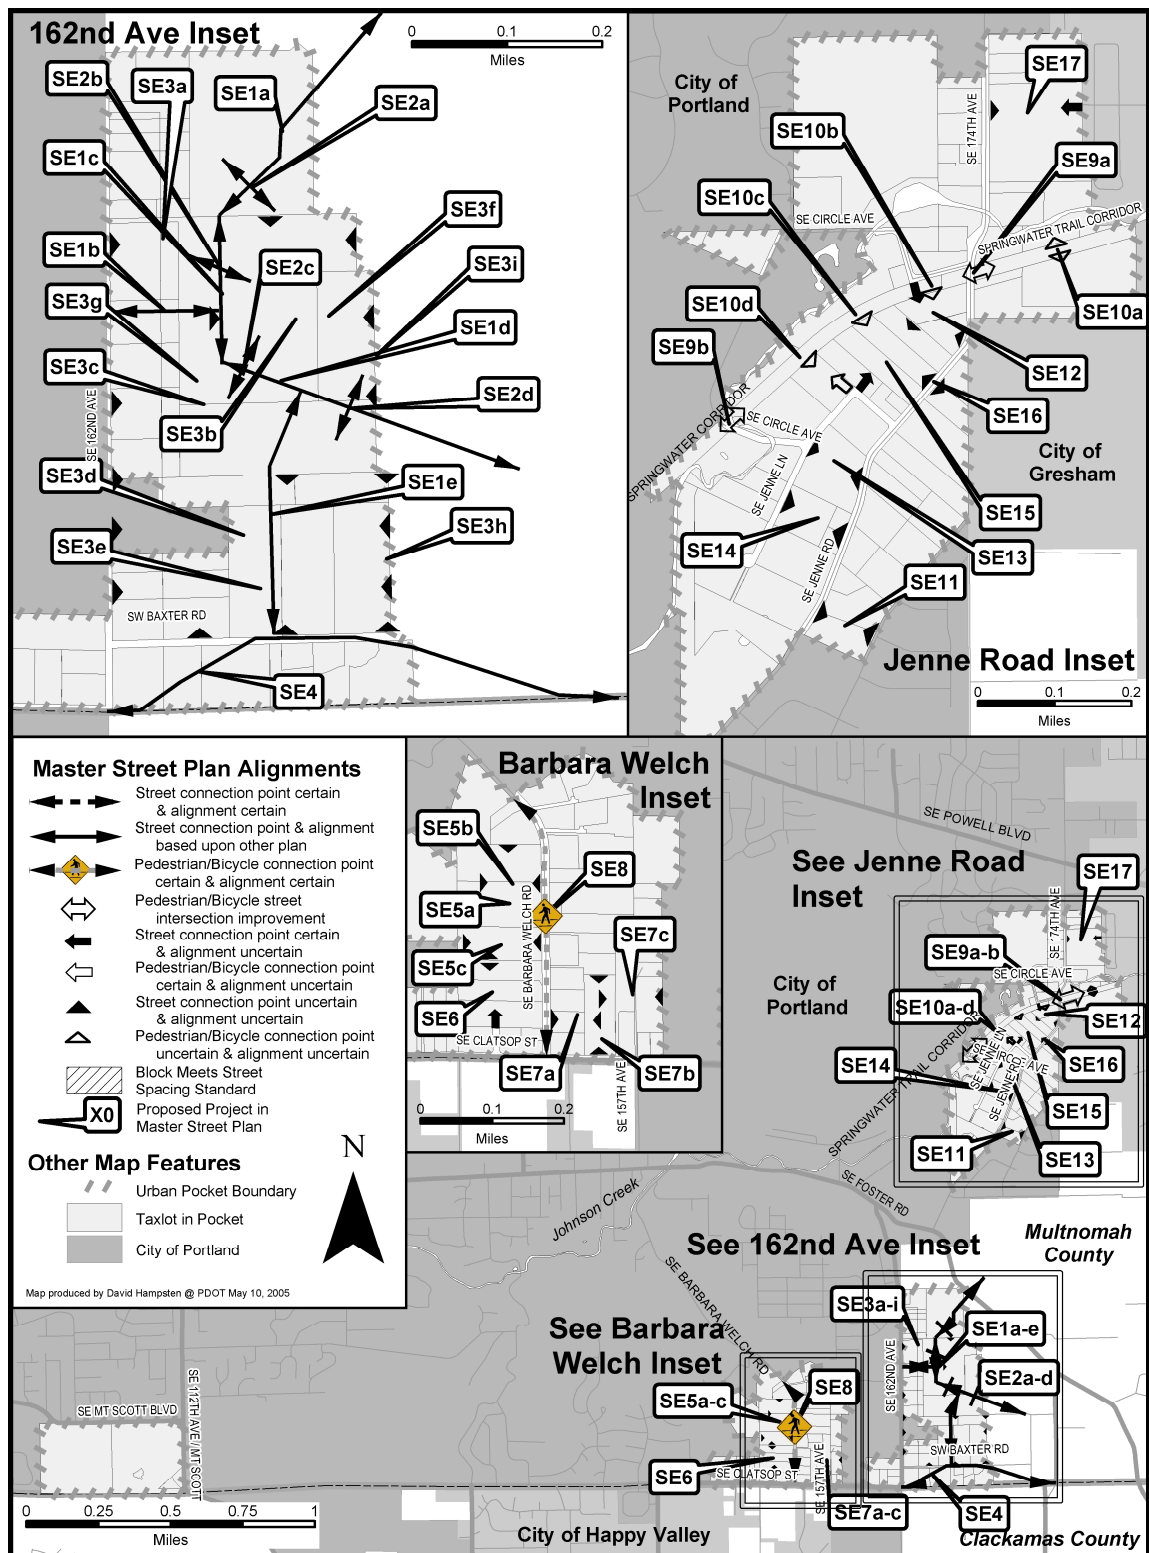 162nd Ave Inset
0 0.1 0.2
Miles
SE2b
SE3a
SE1a
SE2a
SE1c
SE3f
SE1b
SE2c
SE3i
SE3g
SE1d
SE3c
SE2d
SE3b
SE 162ND AVE
SE3d
SE1e
SE3h
SE3e
SW BAXTER RD
SE4
City of
Portland
SE17
SE 174TH AVE
SE10b
SE9a
SE10c
SE CIRCLE AVE
SPRINGWATER TRAIL CORRIDOR
SE10d
SE10a
SE9b
SE12
SE16
SPRINGWATER CORRIDOR
SE CIRCLE AVE
City of
Gresham
SE JENNE LN
SE15
SE14
SE13
SE JENNE RD
SE11
Jenne Road Inset
0 0.1 0.2
Miles
Master Street Plan Alignments
Street connection point certain
& alignment certain
Street connection point & alignment
based upon other plan
Pedestrian/Bicycle connection point
certain & alignment certain
Pedestrian/Bicycle street
intersection improvement
Street connection point certain
& alignment uncertain
Pedestrian/Bicycle connection point
certain & alignment uncertain
Street connection point uncertain
& alignment uncertain
Pedestrian/Bicycle connection point
uncertain & alignment uncertain
Block Meets Street
Spacing Standard
X0
Proposed Project in
Master Street Plan
N
Other Map Features
Urban Pocket Boundary
Taxlot in Pocket
City of Portland
Map produced by David Hampsten @ PDOT May 10, 2005
Barbara Welch
Inset
SE5b
SE8
SE5a
SE BARBARA WELCH RD
SE7c
SE5c
SE6
SE CLATSOP ST
SE7a
SE7b
SE 157TH AVE
0 0.1 0.2
Miles
SE POWELL BLVD
See Jenne Road
Inset
SE17
SE 174TH AVE
SE9a-b
SE CIRCLE AVE
City of
Portland
SE10a-d
SE12
SPRINGWATER TRAIL CORRIDOR
SE JENNE LN
SE CIRCLE AVE
SE16
SE14
SE JENNE RD
SE15
SE11
SE13
SE FOSTER RD
Johnson Creek
Multnomah
County
See 162nd Ave Inset
SE BARBARA WELCH RD
SE3a-i
SE1a-e
See Barbara
Welch Inset
SE 162ND AVE
SE2a-d
SE8
SE5a-c
SE 112TH AVE / MT SCOTT
SE MT SCOTT BLVD
SW BAXTER RD
SE6
SE CLATSOP ST
SE 157TH AVE
SE7a-c
SE4
0 0.25 0.5 0.75 1
Miles
City of Happy Valley
Clackamas County